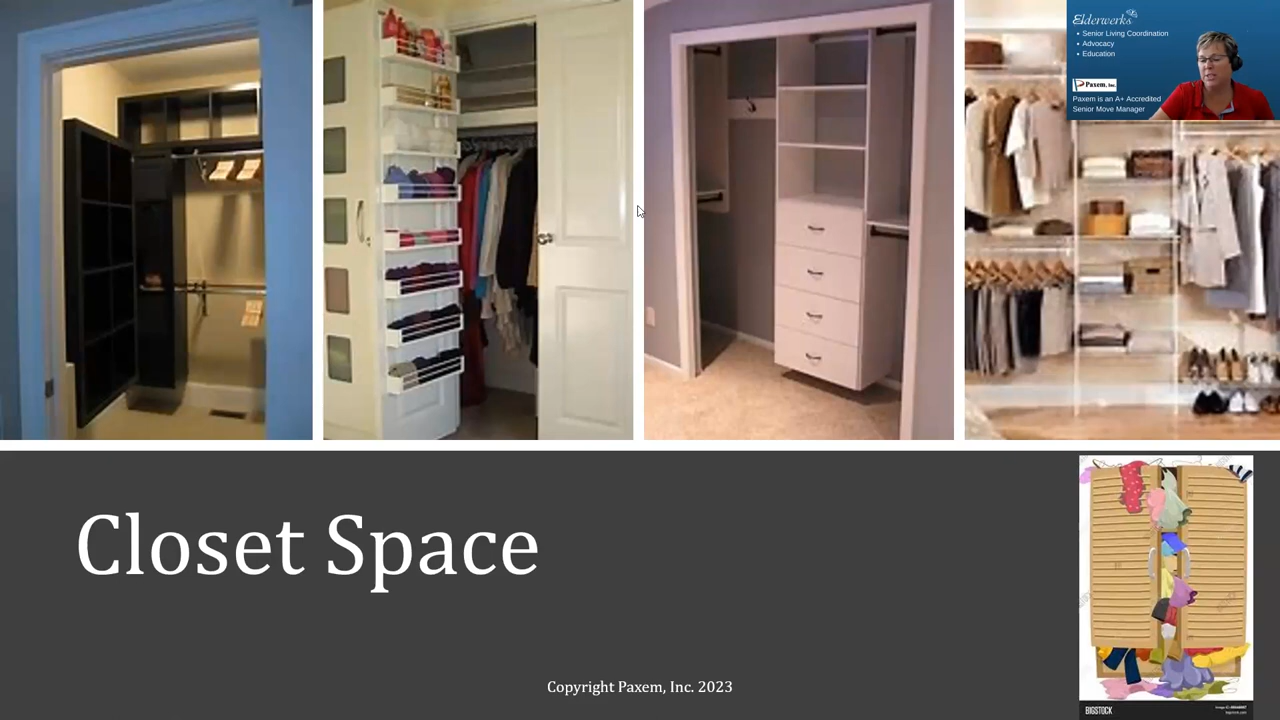 Elderwerks
• Senior Living Coordination
• Advocacy
• Education
Paxem, Inc.
Paxem is an A+ Accredited
Senior Move Manager
Closet Space
Copyright Paxem, Inc. 2023
BIGSTOCK